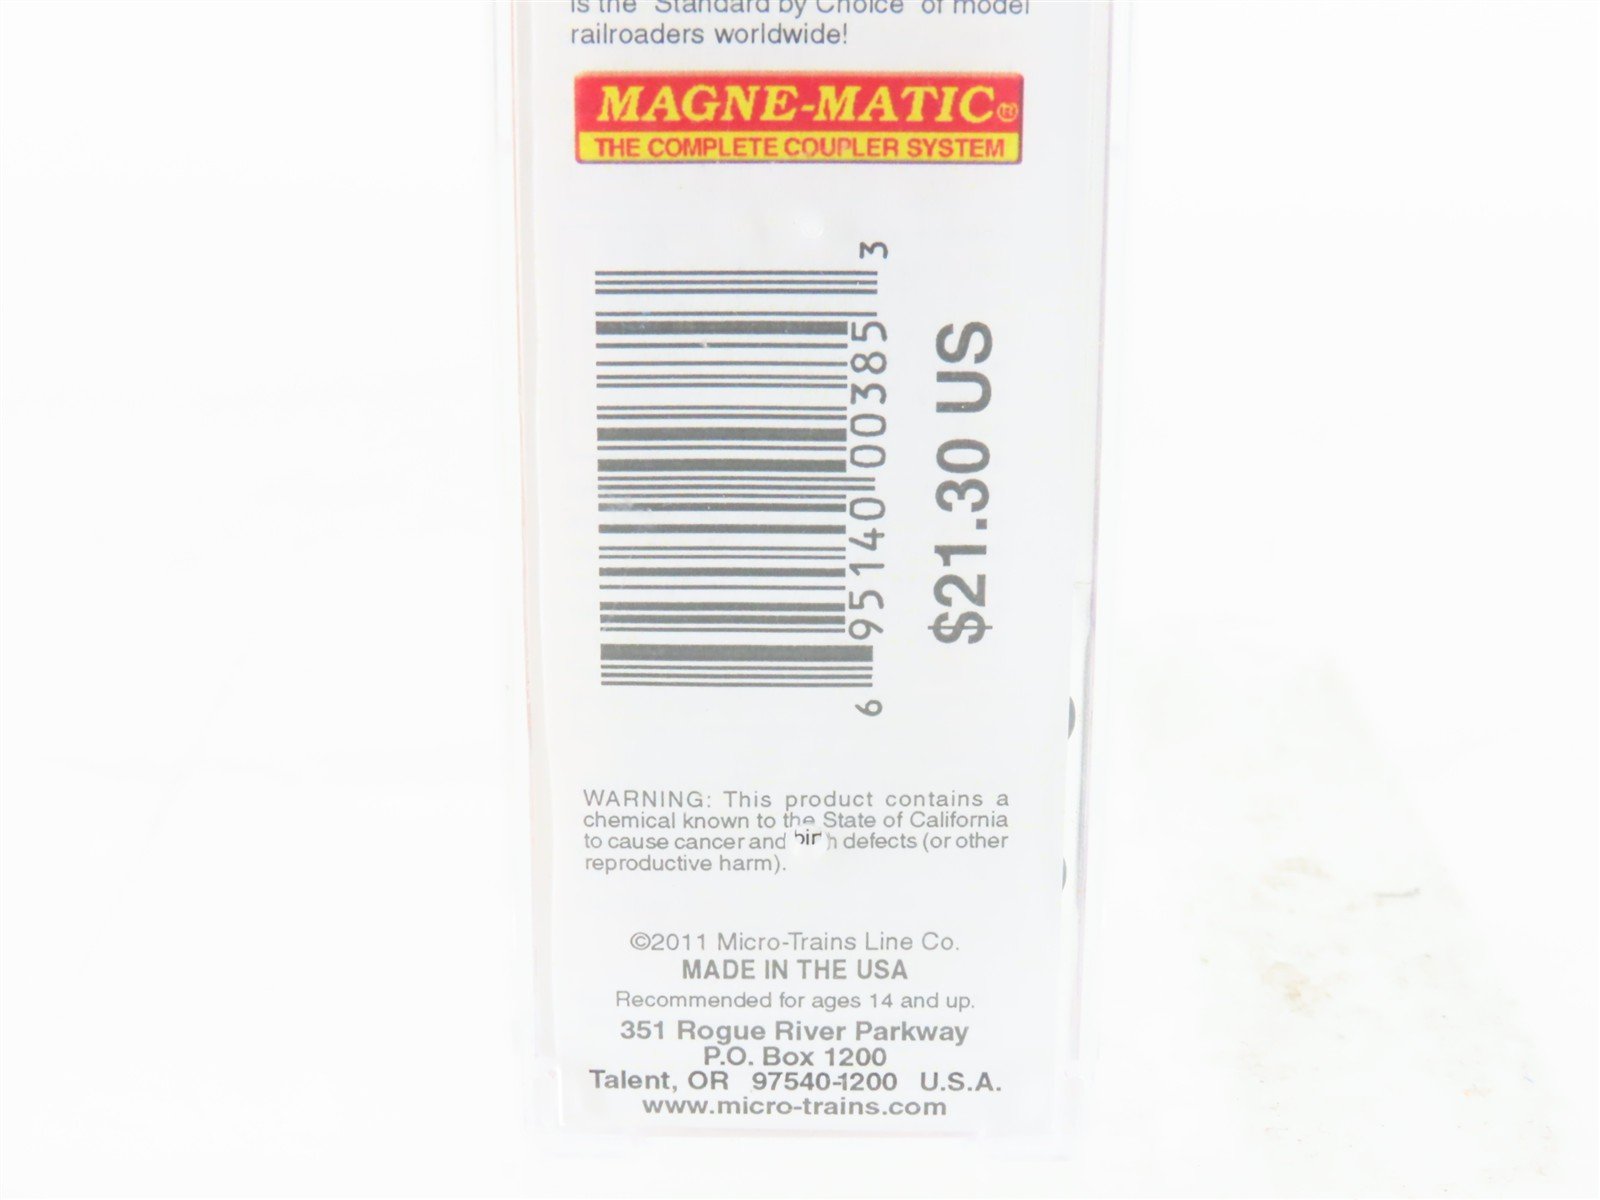 is the "Standard by Choice" of model
railroaders worldwide!
MAGNE-MATIC®
THE COMPLETE COUPLER SYSTEM
6 95140 00385 3
$21.30 US
WARNING: This product contains a
chemical known to the State of California
to cause cancer and birth defects (or other
reproductive harm).
©2011 Micro-Trains Line Co.
MADE IN THE USA
Recommended for ages 14 and up.
351 Rogue River Parkway
P.O. Box 1200
Talent, OR 97540-1200 U.S.A.
www.micro-trains.com